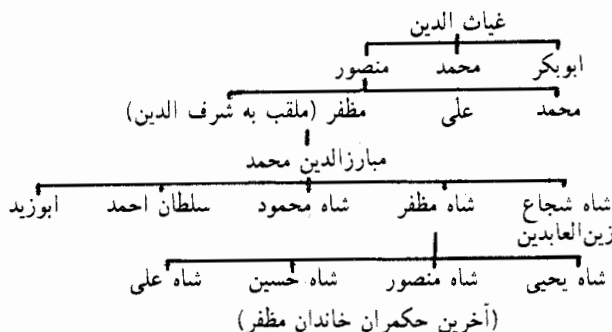 غیاث الدین
ابوبکر محمد منصور
محمد علی مظفر (ملقب به شرف الدین)
مبارزالدین محمد
شاه شجاع شاه مظفر شاه محمود سلطان احمد ابوزید
زین‌العابدین
شاه یحیی شاه منصور شاه حسین شاه علی
(آخرین حکمران خاندان مظفر)